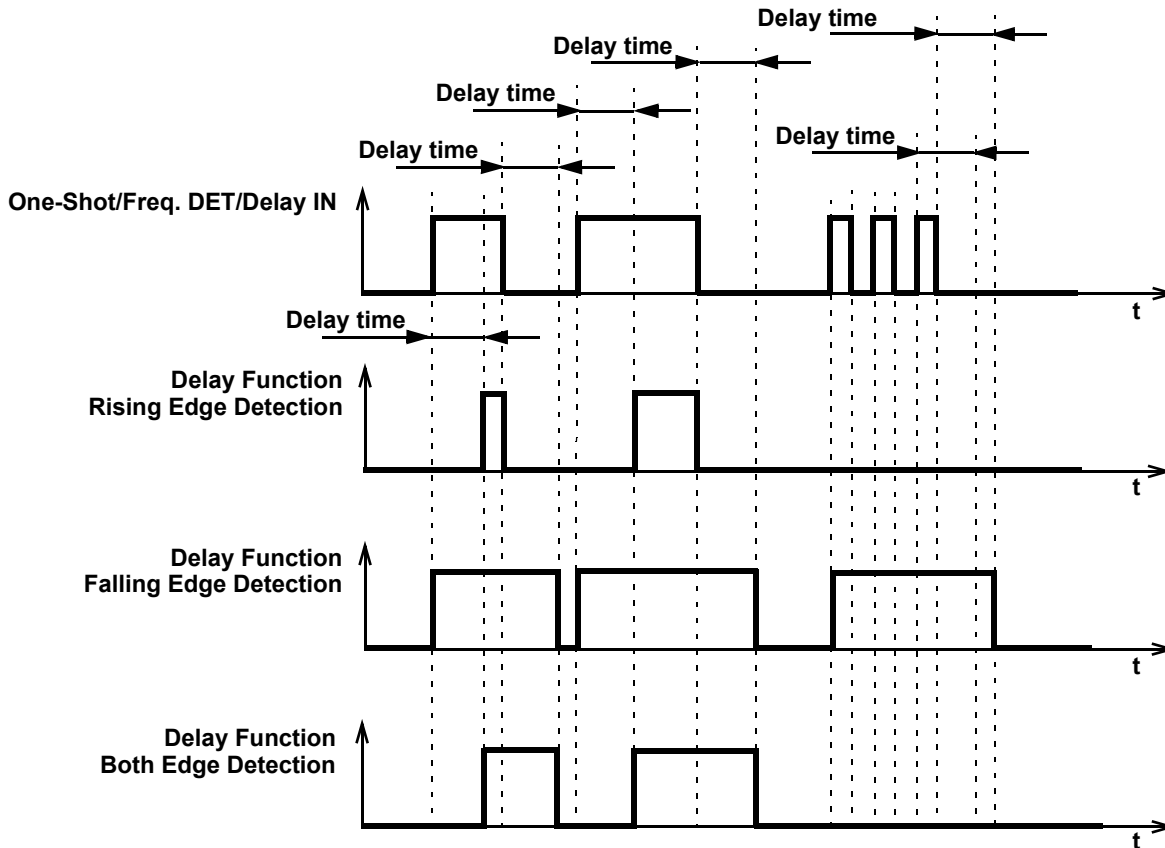 Delay time
Delay time
Delay time
Delay time
Delay time
One-Shot/Freq. DET/Delay IN
t
Delay time
Delay Function
Rising Edge Detection
t
Delay Function
Falling Edge Detection
t
Delay Function
Both Edge Detection
t